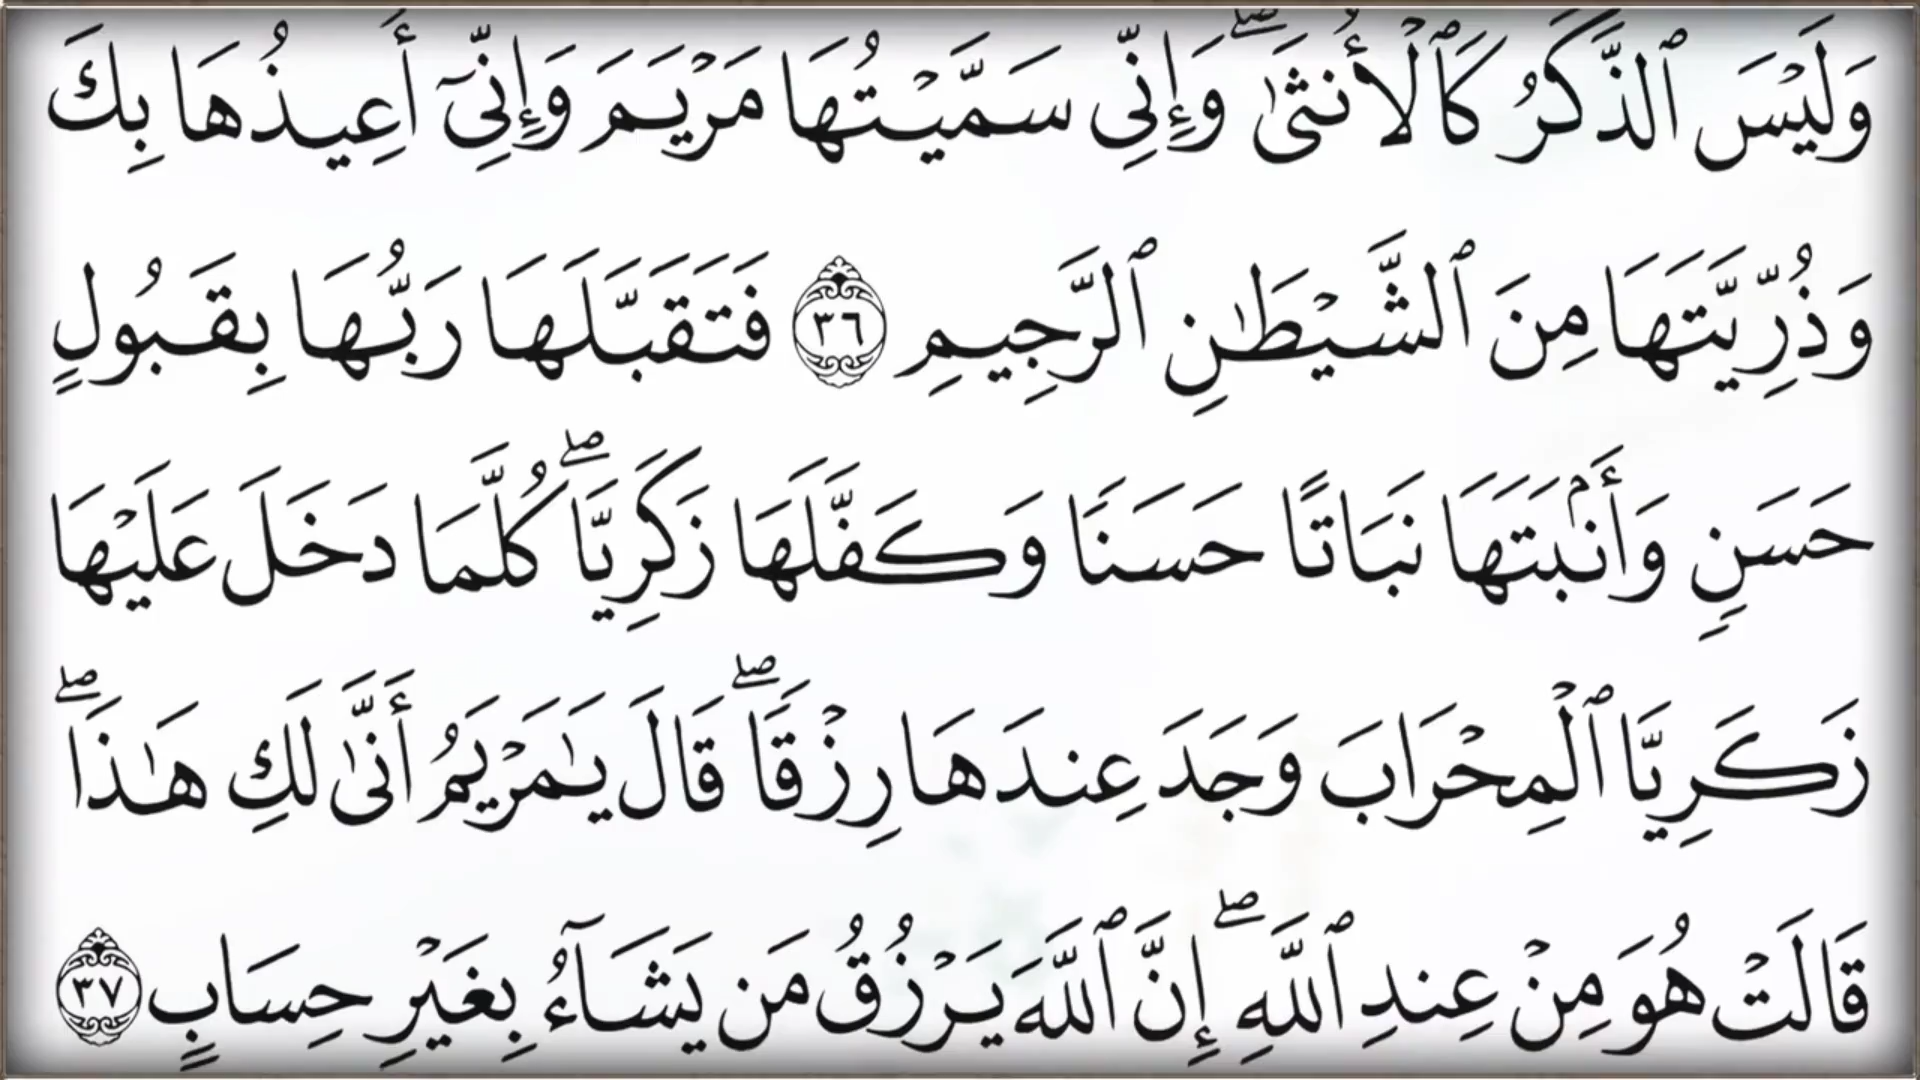 وَلَيْسَ ٱلذَّكَرُ كَٱلْأُنثَىٰ ۖ وَإِنِّى سَمَّيْتُهَا مَرْيَمَ وَإِنِّىٓ أُعِيذُهَا بِكَ
وَذُرِّيَّتَهَا مِنَ ٱلشَّيْطَٰنِ ٱلرَّجِيمِ ٣٦ فَتَقَبَّلَهَا رَبُّهَا بِقَبُولٍ
حَسَنٍ وَأَنۢبَتَهَا نَبَاتًا حَسَنًا وَكَفَّلَهَا زَكَرِيَّا ۖ كُلَّمَا دَخَلَ عَلَيْهَا
زَكَرِيَّا ٱلْمِحْرَابَ وَجَدَ عِندَهَا رِزْقًا ۖ قَالَ يَٰمَرْيَمُ أَنَّىٰ لَكِ هَٰذَا ۖ
قَالَتْ هُوَ مِنْ عِندِ ٱللَّهِ ۖ إِنَّ ٱللَّهَ يَرْزُقُ مَن يَشَآءُ بِغَيْرِ حِسَابٍ ٣٧